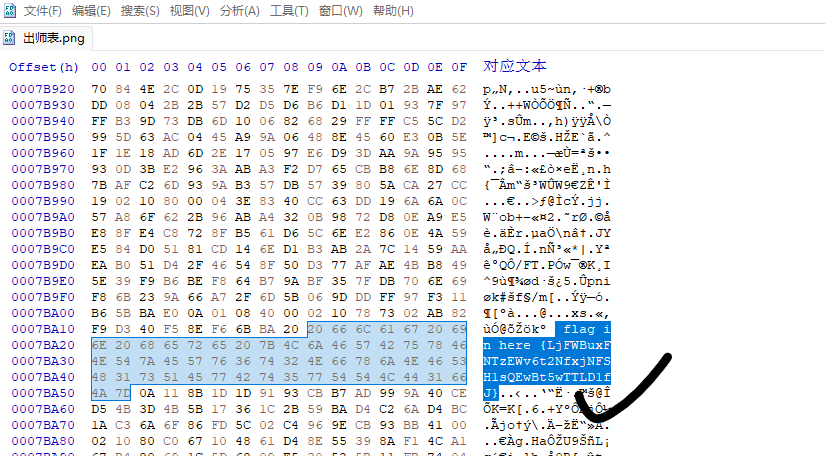 文件(F) 编辑(E) 搜索(S) 视图(V) 分析(A) 工具(T) 窗口(W) 帮助(H)
出师表.png
Offset(h) 00 01 02 03 04 05 06 07 08 09 0A 0B 0C 0D 0E 0F 对应文本
0007B920 70 84 4E 2C 0D 19 75 35 7E F9 6E 2C B7 2B AE 62 p„N,..u5~ùn,·+®b
0007B930 DD 08 04 2B 2B 57 D2 D5 D6 B6 D1 1D 01 93 7F 97 Ý..++WÒÕÖ¶Ñ..“.—
0007B940 FF B3 9D 73 DB 6D 10 06 82 68 29 FF FF C5 5C D2 ÿ³.sÛm..‚h)ÿÿÅ\Ò
0007B950 99 5D 63 AC 04 45 A9 9A 06 48 8E 45 60 E3 0B 5E ™]c¬.E©š.HŽE`ã.^
0007B960 1F 1E 18 AD 6D 2E 17 05 97 E6 D9 3D AA 9A 95 95 ....m...—æÙ=ªš••
0007B970 93 0D 3B E2 96 3A AB A3 F2 D7 65 CB B8 6E 8D 68 “.;â–:«£ò×eË¸n.h
0007B980 7B AF C2 6D 93 9A B3 57 DB 57 39 80 5A CA 27 CC {¯Âm“š³WÛW9€ZÊ'Ì
0007B990 19 02 10 80 00 04 3E 83 40 CC 63 DD 19 6A 6A 0C ...€..>ƒ@ÌcÝ.jj.
0007B9A0 57 A8 6F 62 2B 96 AB A4 32 0B 98 72 D8 0E A9 E5 W¨ob+–«¤2.˜rØ.©å
0007B9B0 E8 8F E4 C8 72 8F B5 61 D6 5C 6E E2 86 0E 4A 59 è.äÈr.µaÖ\nâ†.JY
0007B9C0 E5 84 D0 51 81 CD 14 6E D1 B3 AB 2A 7C 14 59 AA å„ÐQ.Í.nÑ³«*|.Yª
0007B9D0 EA B0 51 D4 2F 46 54 8F 50 D3 77 AF AE 4B B8 49 ê°QÔ/FT.PÓw¯®K¸I
0007B9E0 5E 39 F9 B6 BE F8 64 B7 9A BF 35 7F DB 70 6E 69 ^9ù¶¾ød·š¿5.Ûpni
0007B9F0 F8 6B 23 9A 66 A7 2F 6D 5B 06 9D DD FF 97 F3 11 øk#šf§/m[..Ýÿ—ó.
0007BA00 B6 5B BA E0 0A 01 08 40 00 02 10 78 73 02 AB 82 ¶[ºà...@...xs.«‚
0007BA10 F9 D3 40 F5 8E F6 6B BA 20 20 66 6C 61 67 20 69 ùÓ@õŽökº  flag i
0007BA20 6E 20 68 65 72 65 20 7B 4C 6A 46 57 42 75 78 46 n here {LjFWBuxF
0007BA30 4E 54 7A 45 57 76 36 74 32 4E 66 78 6A 4E 46 53 NTzEWv6t2NfxjNFS
0007BA40 48 31 73 51 45 77 42 74 35 77 54 54 4C 44 31 66 H1sQEwBt5wTTLD1f
0007BA50 4A 7D 0A 11 8B 1D 1D 91 93 CB B7 AD 99 9A 40 CE J}..‹..‘“Ë·.™š@Î
0007BA60 D5 4B 3D 4B 5B 17 36 1C 2B 59 BA D4 C2 6A D4 BC ÕK=K[.6.+YºÔÂjÔ¼
0007BA70 1A C3 6A 6F 86 FD 5C 02 C4 96 9E CB 93 BB 41 00 .Ãjo†ý\.Ä–žË“»A.
0007BA80 02 10 80 C0 67 10 48 61 D4 8E 55 39 8A F1 4C A1 ..€Àg.HaÔŽU9ŠñL¡